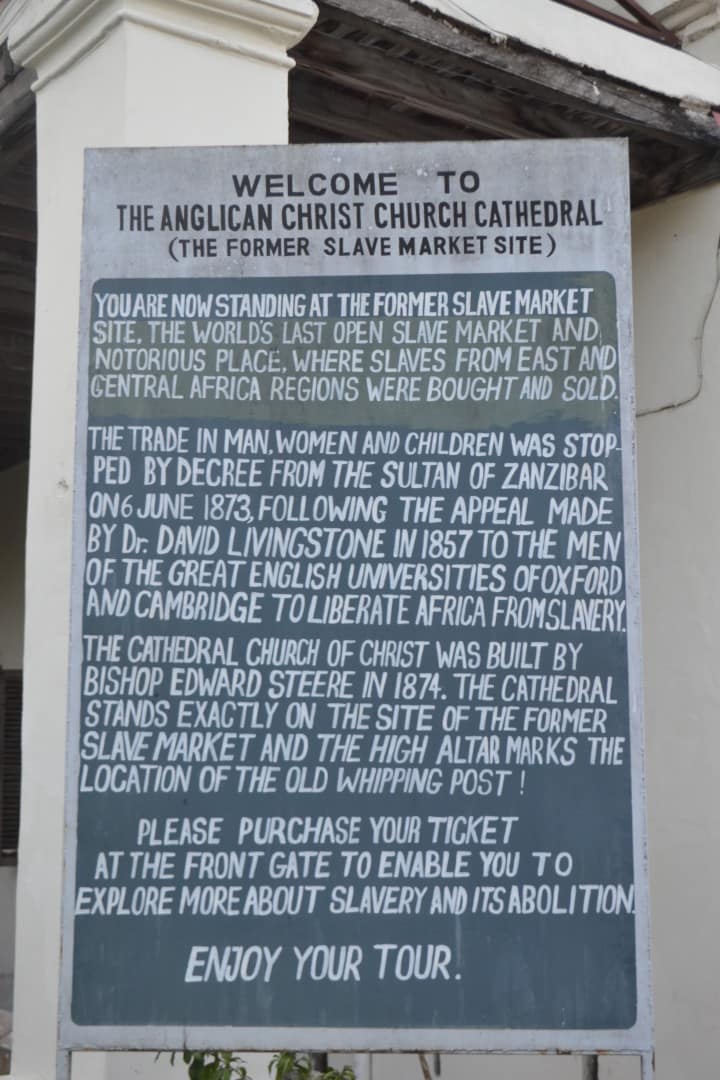 WELCOME TO
THE ANGLICAN CHRIST CHURCH CATHEDRAL
(THE FORMER SLAVE MARKET SITE)
YOU ARE NOW STANDING AT THE FORMER SLAVE MARKET
SITE, THE WORLD'S LAST OPEN SLAVE MARKET AND,
NOTORIOUS PLACE, WHERE SLAVES FROM EAST AND
CENTRAL AFRICA REGIONS WERE BOUGHT AND SOLD.
THE TRADE IN MAN, WOMEN AND CHILDREN WAS STOP-
PED BY DECREE FROM THE SULTAN OF ZANZIBAR
ON 6 JUNE 1873, FOLLOWING THE APPEAL MADE
BY Dr. DAVID LIVINGSTONE IN 1857 TO THE MEN
OF THE GREAT ENGLISH UNIVERSITIES OF OXFORD
AND CAMBRIDGE TO LIBERATE AFRICA FROM SLAVERY.
THE CATHEDRAL CHURCH OF CHRIST WAS BUILT BY
BISHOP EDWARD STEERE IN 1874. THE CATHEDRAL
STANDS EXACTLY ON THE SITE OF THE FORMER
SLAVE MARKET AND THE HIGH ALTAR MARKS THE
LOCATION OF THE OLD WHIPPING POST !
PLEASE PURCHASE YOUR TICKET
AT THE FRONT GATE TO ENABLE YOU TO
EXPLORE MORE ABOUT SLAVERY AND ITS ABOLITION.
ENJOY YOUR TOUR.